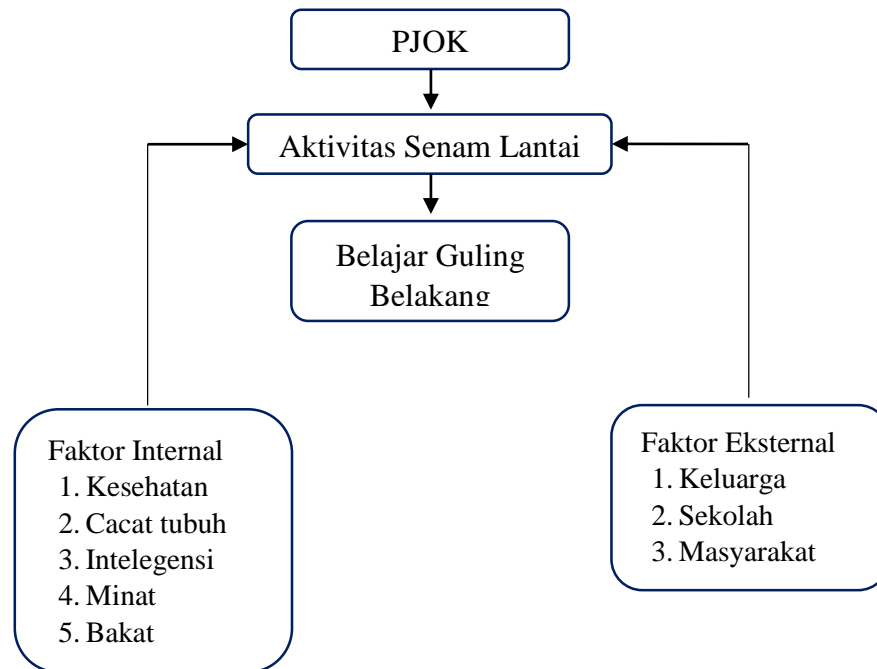 PJOK
Aktivitas Senam Lantai
Belajar Guling
Belakang
Faktor Internal
1. Kesehatan
2. Cacat tubuh
3. Intelegensi
4. Minat
5. Bakat
Faktor Eksternal
1. Keluarga
2. Sekolah
3. Masyarakat